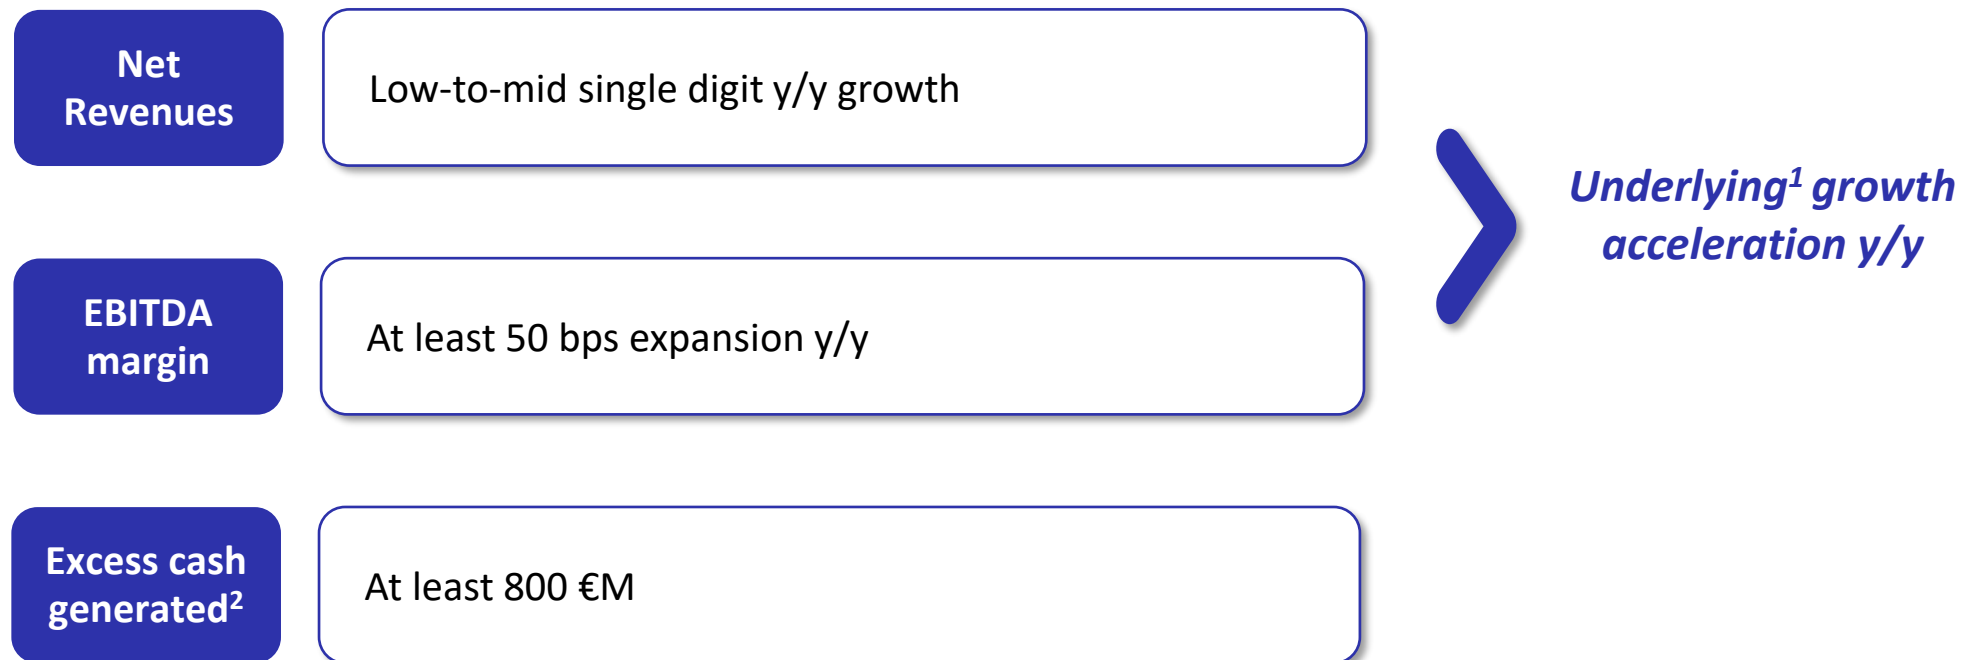 Net
Revenues
Low-to-mid single digit y/y growth
EBITDA
margin
At least 50 bps expansion y/y
Underlying¹ growth
acceleration y/y
Excess cash
generated²
At least 800 €M